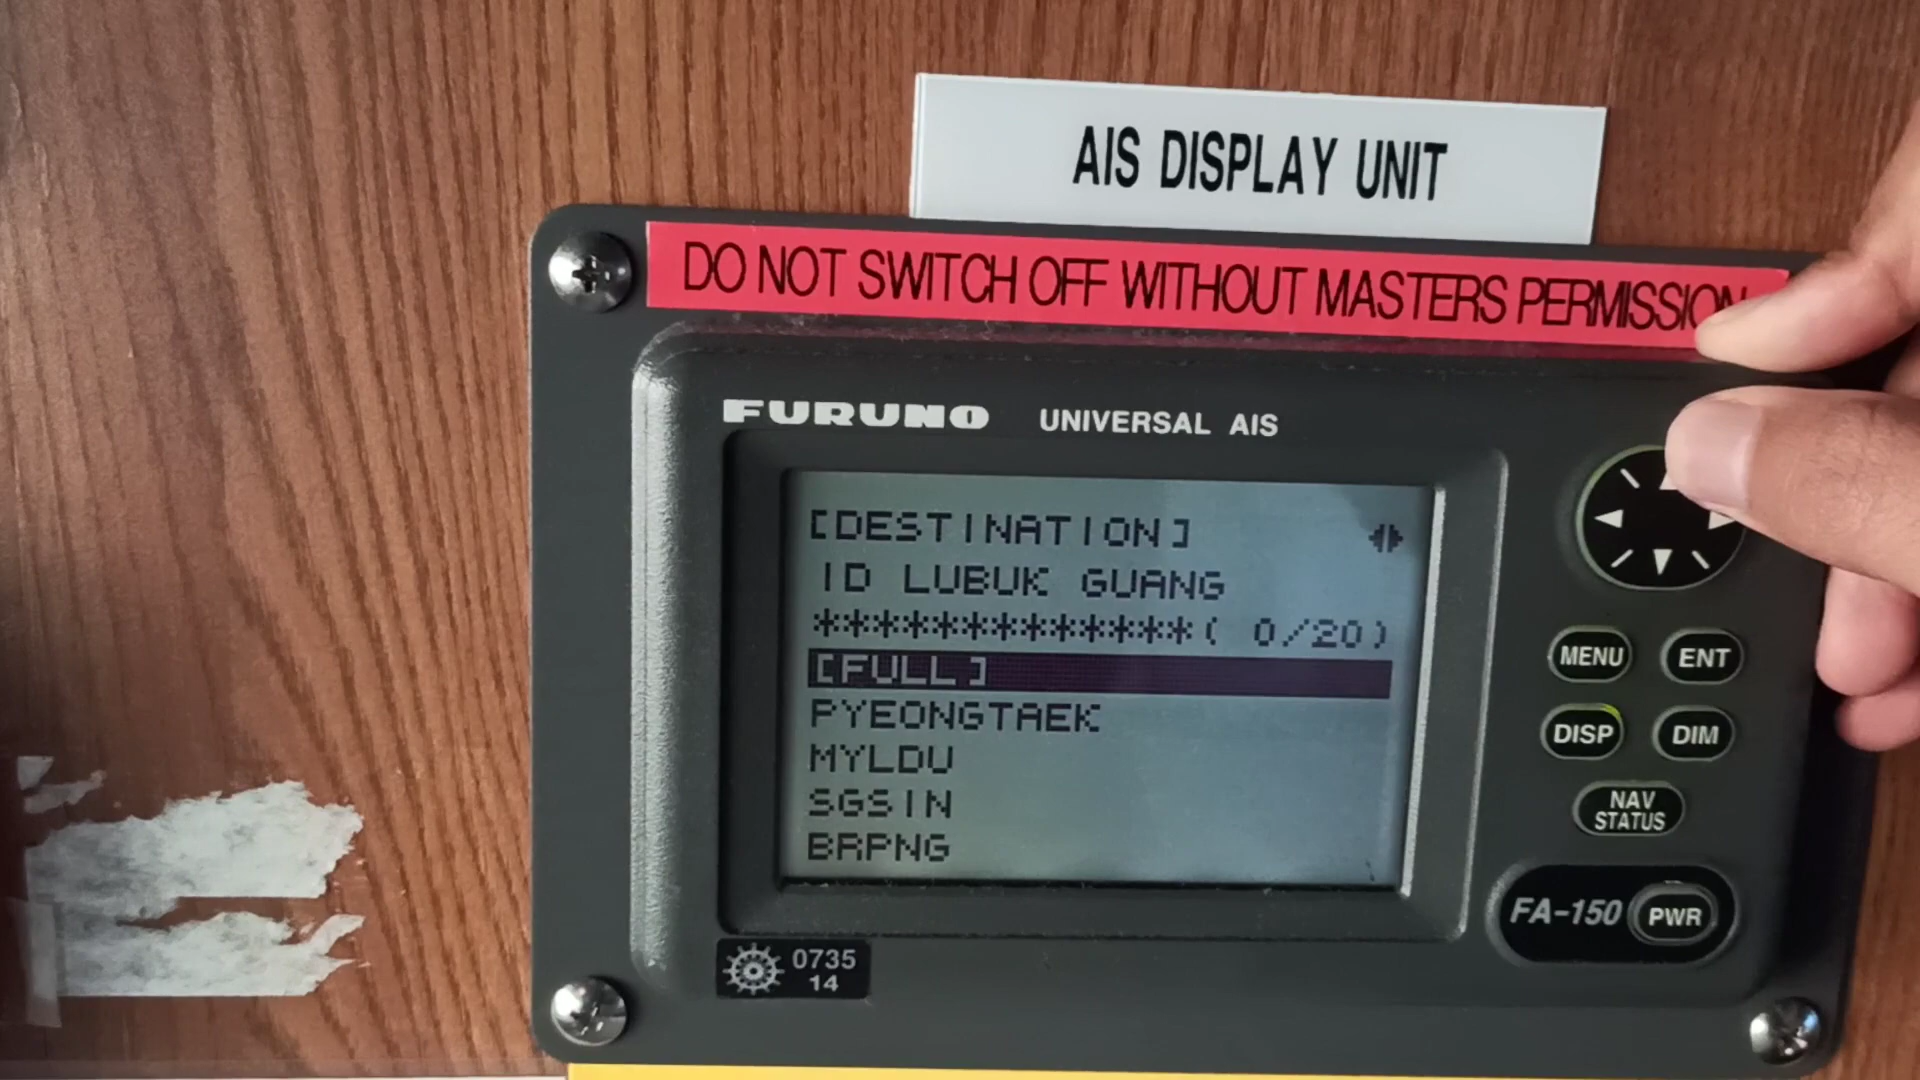 AIS DISPLAY UNIT
DO NOT SWITCH OFF WITHOUT MASTERS PERMISSION
FURUNO UNIVERSAL AIS
[DESTINATION]
ID LUBUK GUANG
*************( 0/20)
[FULL]
PYEONGTAEK
MYLDU
SGSIN
BRPNG
MENU
ENT
DISP
DIM
NAV
STATUS
FA-150
PWR
0735
14